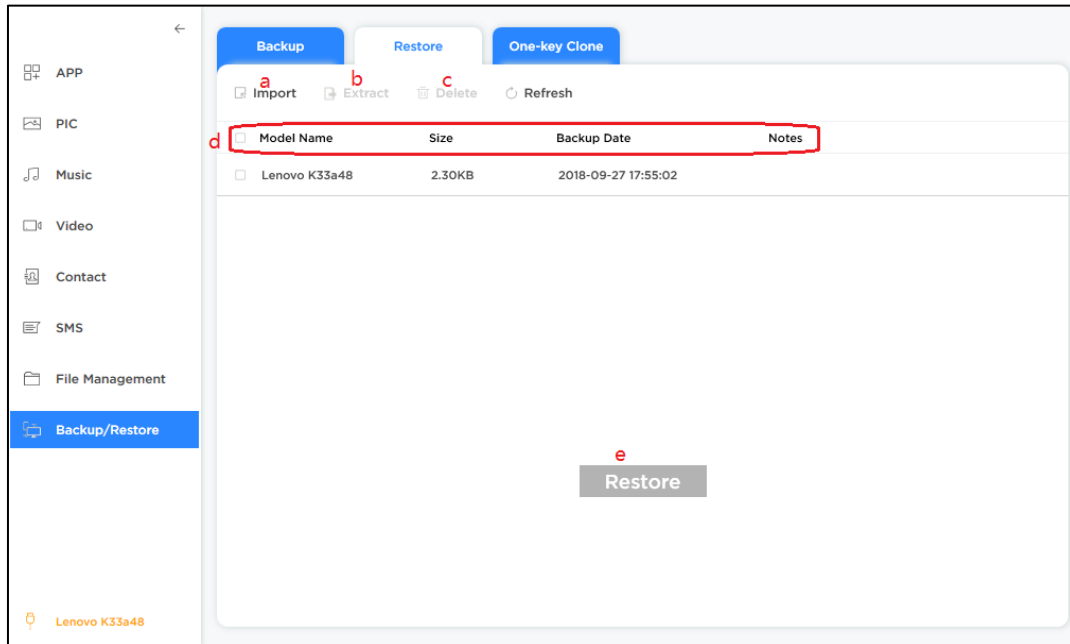 Backup Restore One-key Clone
APP
a b c
Import Extract Delete Refresh
PIC
d Model Name Size Backup Date Notes
Music Lenovo K33a48 2.30KB 2018-09-27 17:55:02
Video
Contact
SMS
File Management
Backup/Restore
e
Restore
Lenovo K33a48